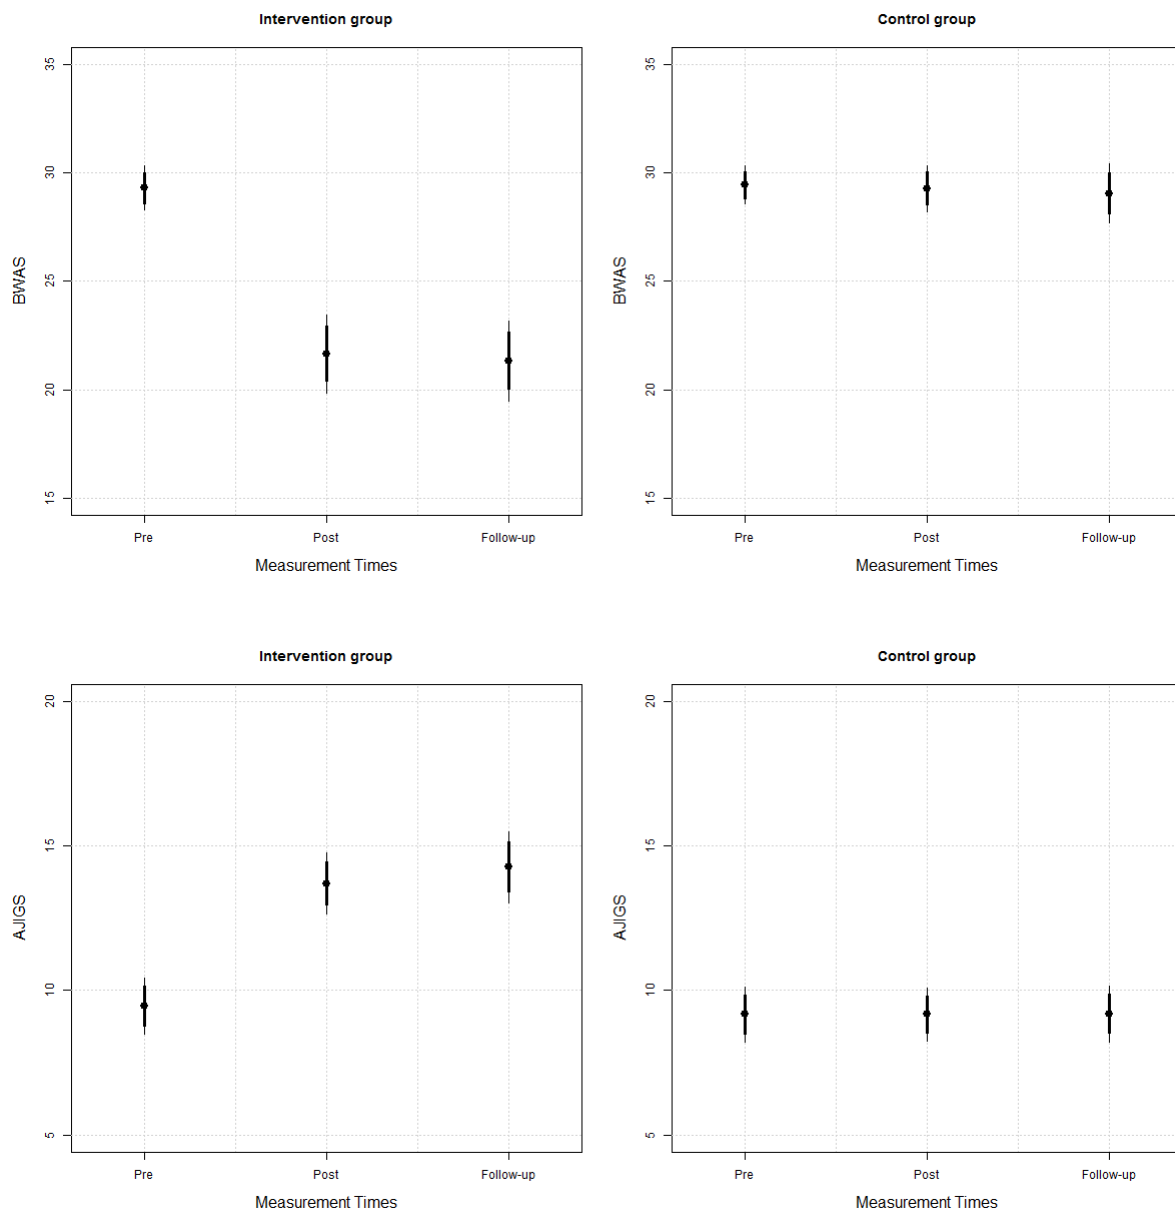 Intervention group
35
30
25
20
15
BWAS
Pre
Post
Follow-up
Measurement Times
Control group
35
30
25
20
15
BWAS
Pre
Post
Follow-up
Measurement Times
Intervention group
20
15
10
5
AJIGS
Pre
Post
Follow-up
Measurement Times
Control group
20
15
10
5
AJIGS
Pre
Post
Follow-up
Measurement Times